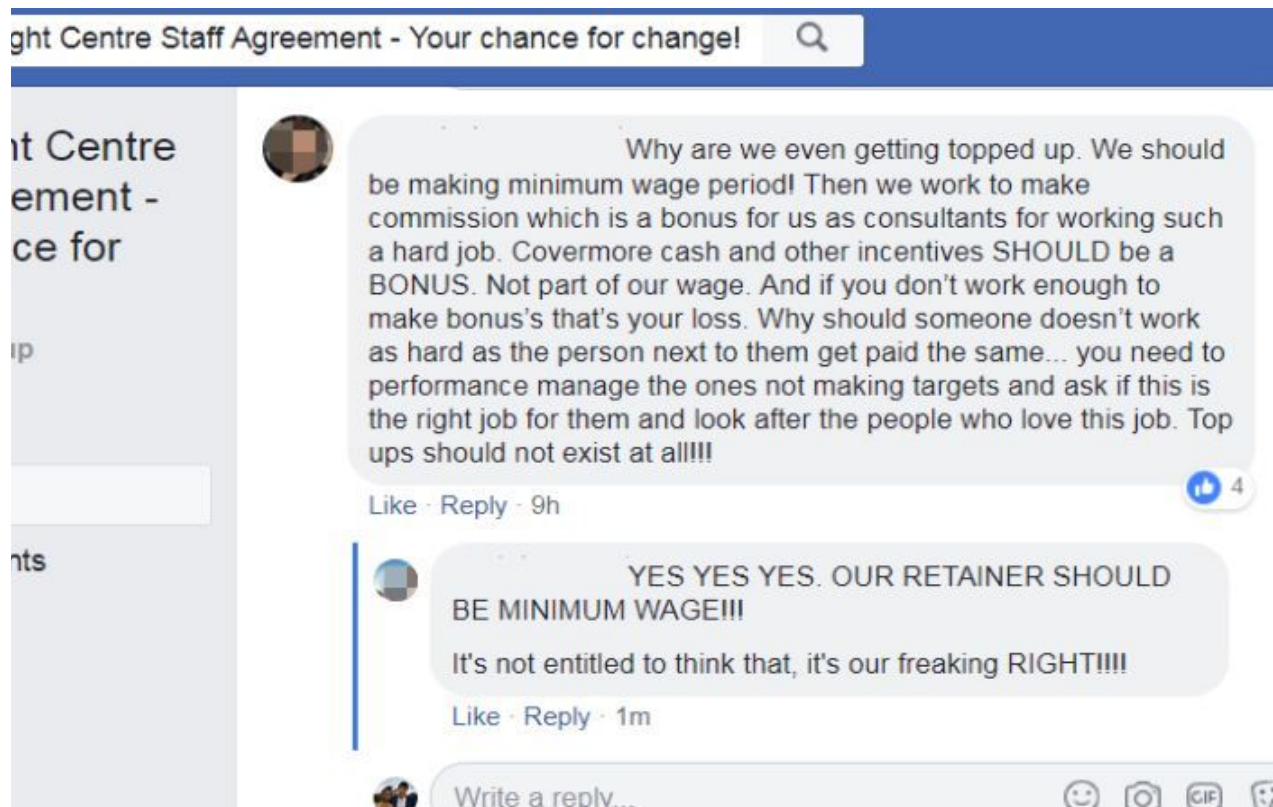 ght Centre Staff Agreement - Your chance for change!
nt Centre
ement -
ce for
up
nts
Why are we even getting topped up. We should
be making minimum wage period! Then we work to make
commission which is a bonus for us as consultants for working such
a hard job. Covermore cash and other incentives SHOULD be a
BONUS. Not part of our wage. And if you don't work enough to
make bonus's that's your loss. Why should someone doesn't work
as hard as the person next to them get paid the same... you need to
performance manage the ones not making targets and ask if this is
the right job for them and look after the people who love this job. Top
ups should not exist at all!!!
4
Like · Reply · 9h
YES YES YES. OUR RETAINER SHOULD
BE MINIMUM WAGE!!!
It's not entitled to think that, it's our freaking RIGHT!!!!
Like · Reply · 1m
Write a reply...
GIF